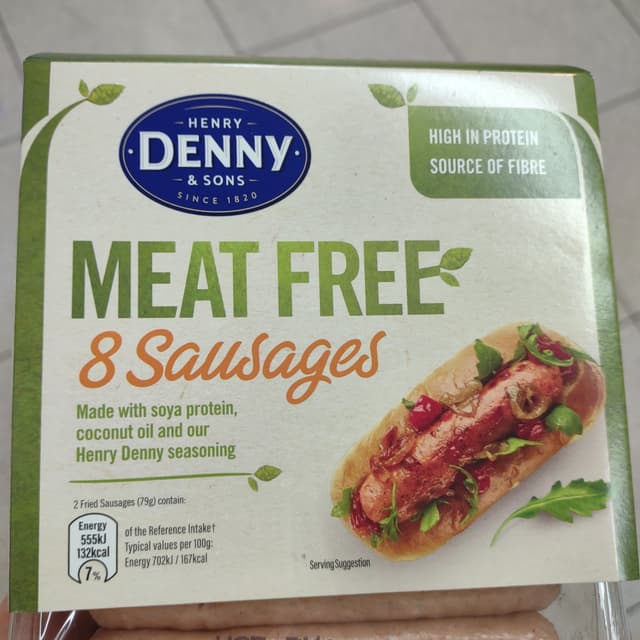 HENRY
DENNY
& SONS
SINCE 1820
HIGH IN PROTEIN
SOURCE OF FIBRE
MEAT FREE
8 Sausages
Made with soya protein,
coconut oil and our
Henry Denny seasoning
2 Fried Sausages (79g) contain:
Energy
555kJ
132kcal
7%
of the Reference Intake†
Typical values per 100g:
Energy 702kJ / 167kcal
Serving Suggestion